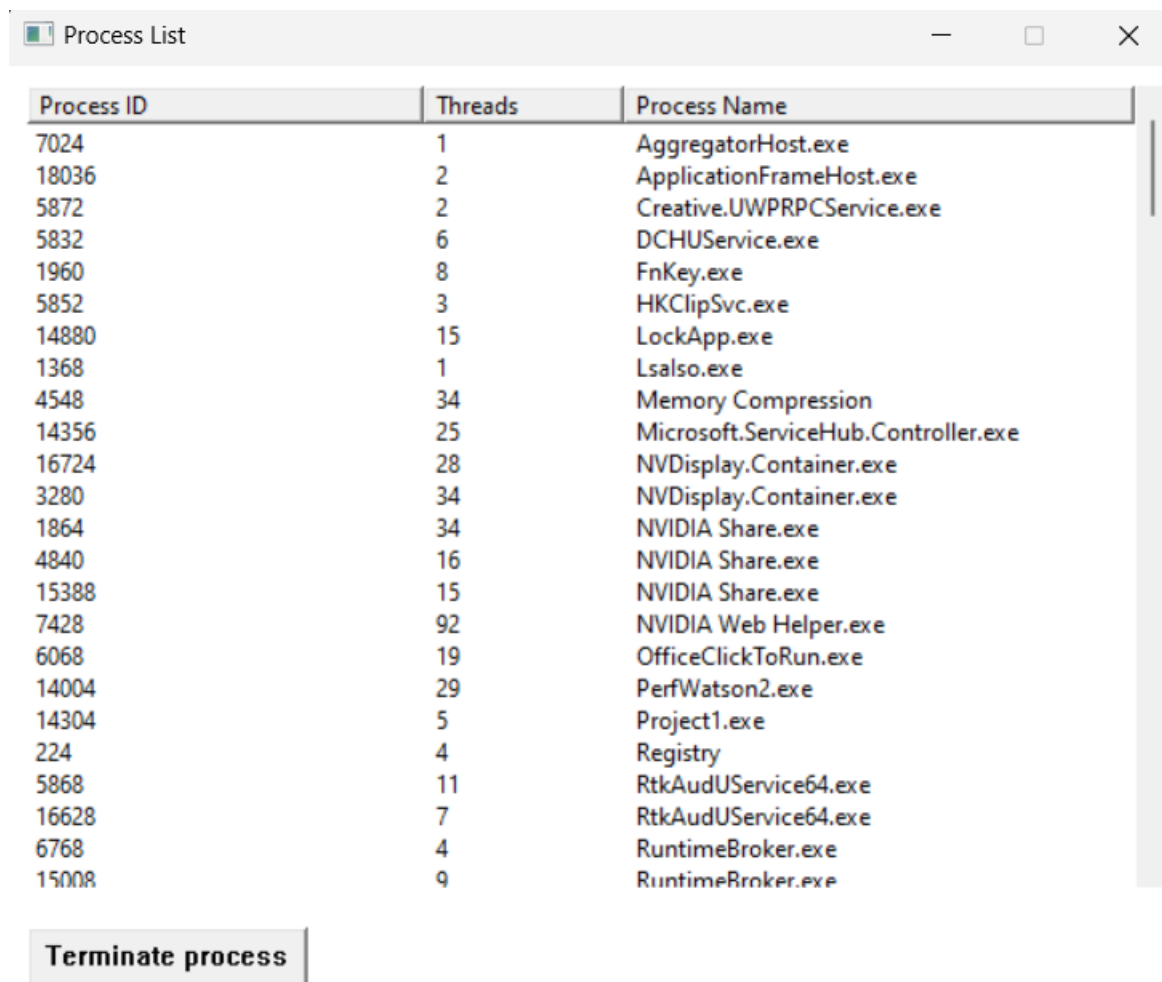 Process List
Process ID Threads Process Name
7024 1 AggregatorHost.exe
18036 2 ApplicationFrameHost.exe
5872 2 Creative.UWPRPCService.exe
5832 6 DCHUService.exe
1960 8 FnKey.exe
5852 3 HKClipSvc.exe
14880 15 LockApp.exe
1368 1 LsaIso.exe
4548 34 Memory Compression
14356 25 Microsoft.ServiceHub.Controller.exe
16724 28 NVDisplay.Container.exe
3280 34 NVDisplay.Container.exe
1864 34 NVIDIA Share.exe
4840 16 NVIDIA Share.exe
15388 15 NVIDIA Share.exe
7428 92 NVIDIA Web Helper.exe
6068 19 OfficeClickToRun.exe
14004 29 PerfWatson2.exe
14304 5 Project1.exe
224 4 Registry
5868 11 RtkAudUService64.exe
16628 7 RtkAudUService64.exe
6768 4 RuntimeBroker.exe
15008 9 RuntimeBroker.exe
Terminate process